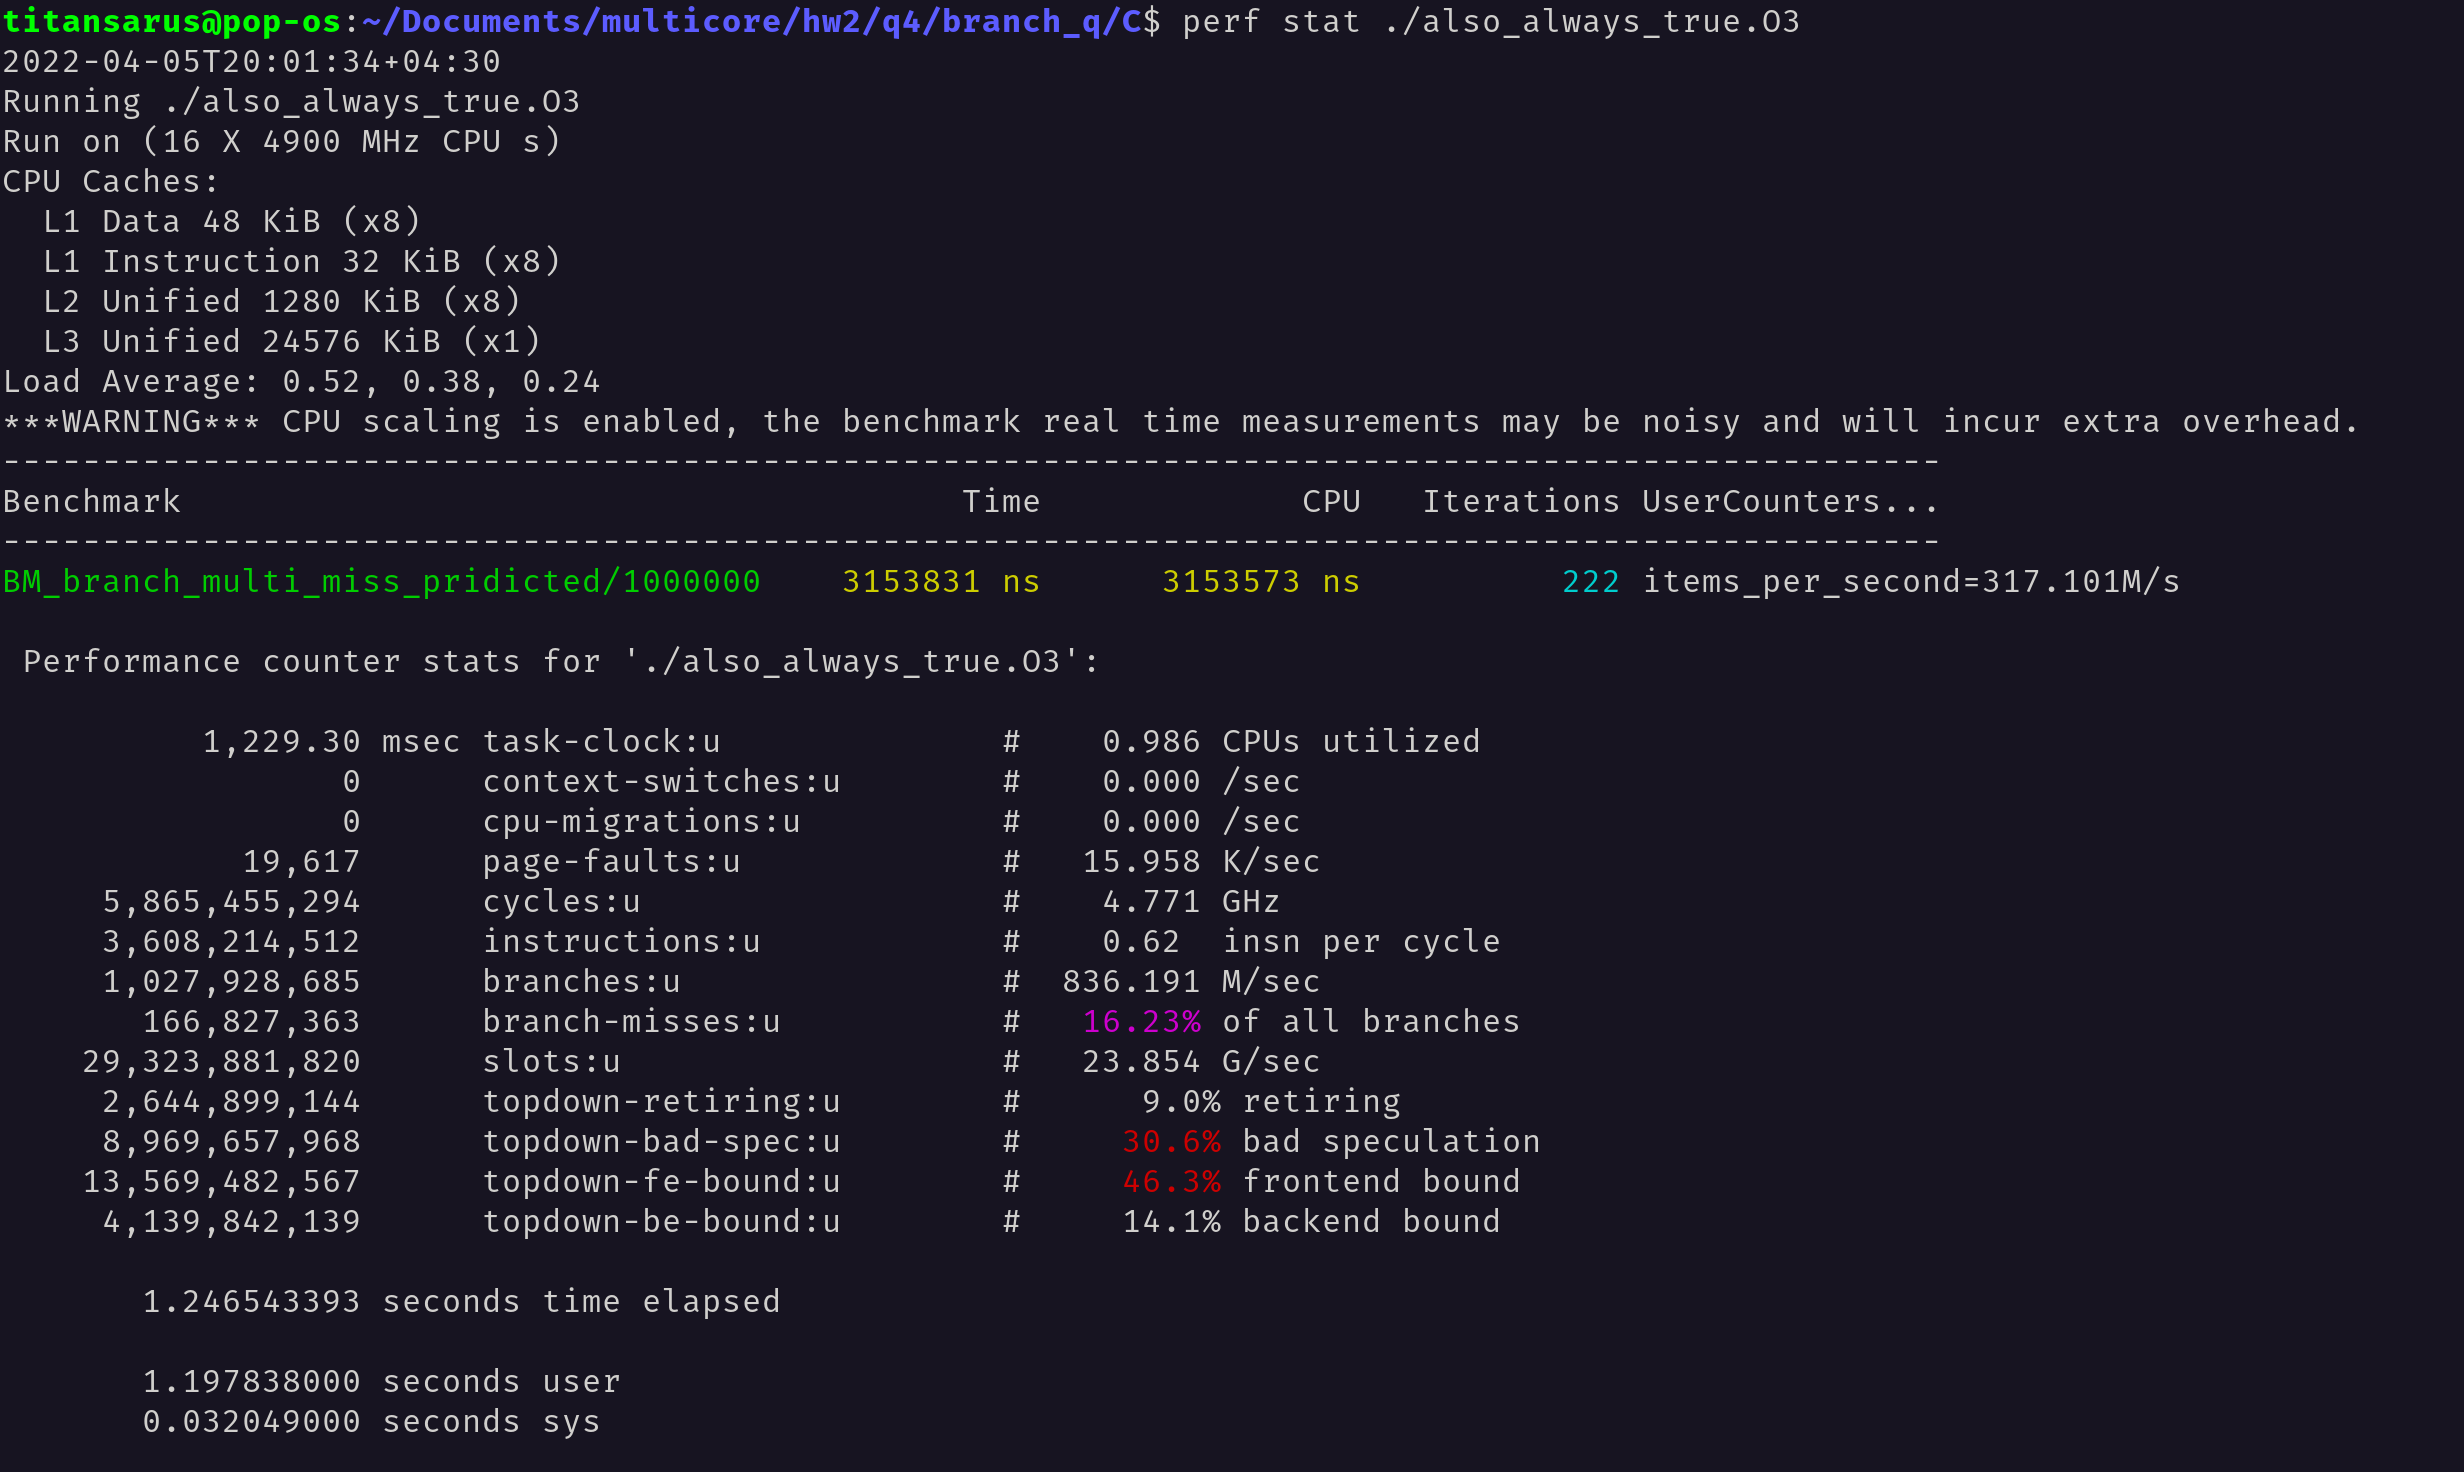 titansarus@pop-os:~/Documents/multicore/hw2/q4/branch_q/C$ perf stat ./also_always_true.O3
2022-04-05T20:01:34+04:30
Running ./also_always_true.O3
Run on (16 X 4900 MHz CPU s)
CPU Caches:
  L1 Data 48 KiB (x8)
  L1 Instruction 32 KiB (x8)
  L2 Unified 1280 KiB (x8)
  L3 Unified 24576 KiB (x1)
Load Average: 0.52, 0.38, 0.24
***WARNING*** CPU scaling is enabled, the benchmark real time measurements may be noisy and will incur extra overhead.
-------------------------------------------------------------------------------------------------
Benchmark                                       Time             CPU   Iterations UserCounters...
-------------------------------------------------------------------------------------------------
BM_branch_multi_miss_pridicted/1000000    3153831 ns      3153573 ns          222 items_per_second=317.101M/s

 Performance counter stats for './also_always_true.O3':

          1,229.30 msec task-clock:u              #    0.986 CPUs utilized
                 0      context-switches:u        #    0.000 /sec
                 0      cpu-migrations:u          #    0.000 /sec
            19,617      page-faults:u             #   15.958 K/sec
     5,865,455,294      cycles:u                  #    4.771 GHz
     3,608,214,512      instructions:u            #    0.62  insn per cycle
     1,027,928,685      branches:u                #  836.191 M/sec
       166,827,363      branch-misses:u           #   16.23% of all branches
    29,323,881,820      slots:u                   #   23.854 G/sec
     2,644,899,144      topdown-retiring:u        #      9.0% retiring
     8,969,657,968      topdown-bad-spec:u        #     30.6% bad speculation
    13,569,482,567      topdown-fe-bound:u        #     46.3% frontend bound
     4,139,842,139      topdown-be-bound:u        #     14.1% backend bound

       1.246543393 seconds time elapsed

       1.197838000 seconds user
       0.032049000 seconds sys